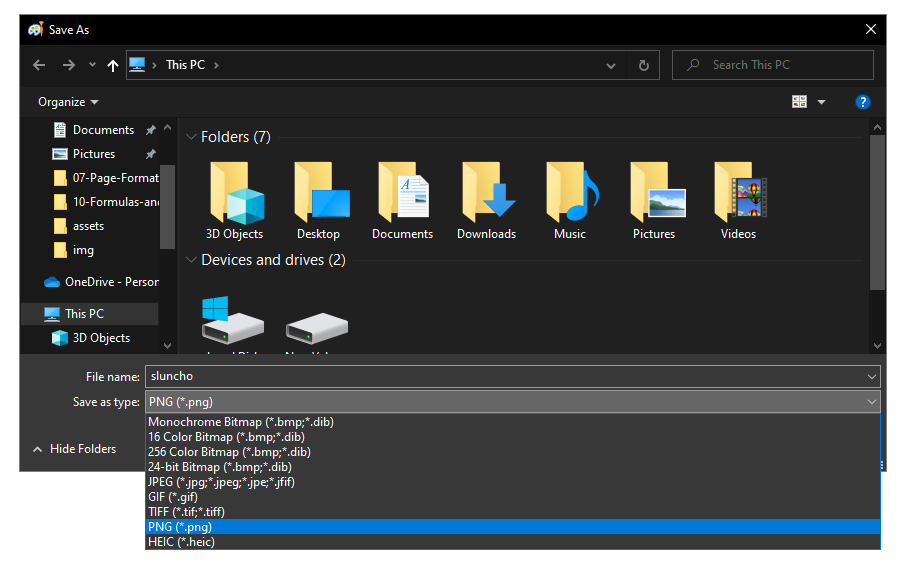 Save As
This PC
Search This PC
Organize
?
Documents
Pictures
07-Page-Format
10-Formulas-and
assets
img
OneDrive - Person
This PC
3D Objects
Folders (7)
3D Objects
Desktop
Documents
Downloads
Music
Pictures
Videos
Devices and drives (2)
File name: sluncho
Save as type: PNG (*.png)
Monochrome Bitmap (*.bmp;*.dib)
16 Color Bitmap (*.bmp;*.dib)
256 Color Bitmap (*.bmp;*.dib)
24-bit Bitmap (*.bmp;*.dib)
JPEG (*.jpg;*.jpeg;*.jpe;*.jfif)
GIF (*.gif)
TIFF (*.tif;*.tiff)
PNG (*.png)
HEIC (*.heic)
Hide Folders